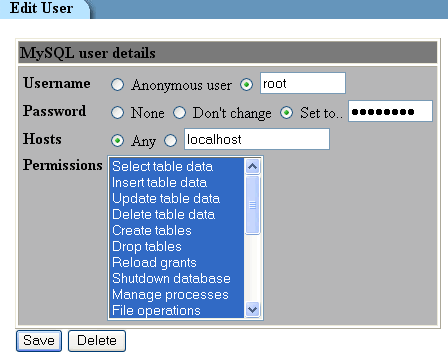 Edit User
MySQL user details
Username Anonymous user root
Password None Don't change Set to.. ●●●●●●●●
Hosts Any localhost
Permissions Select table data
Insert table data
Update table data
Delete table data
Create tables
Drop tables
Reload grants
Shutdown database
Manage processes
File operations
Save Delete